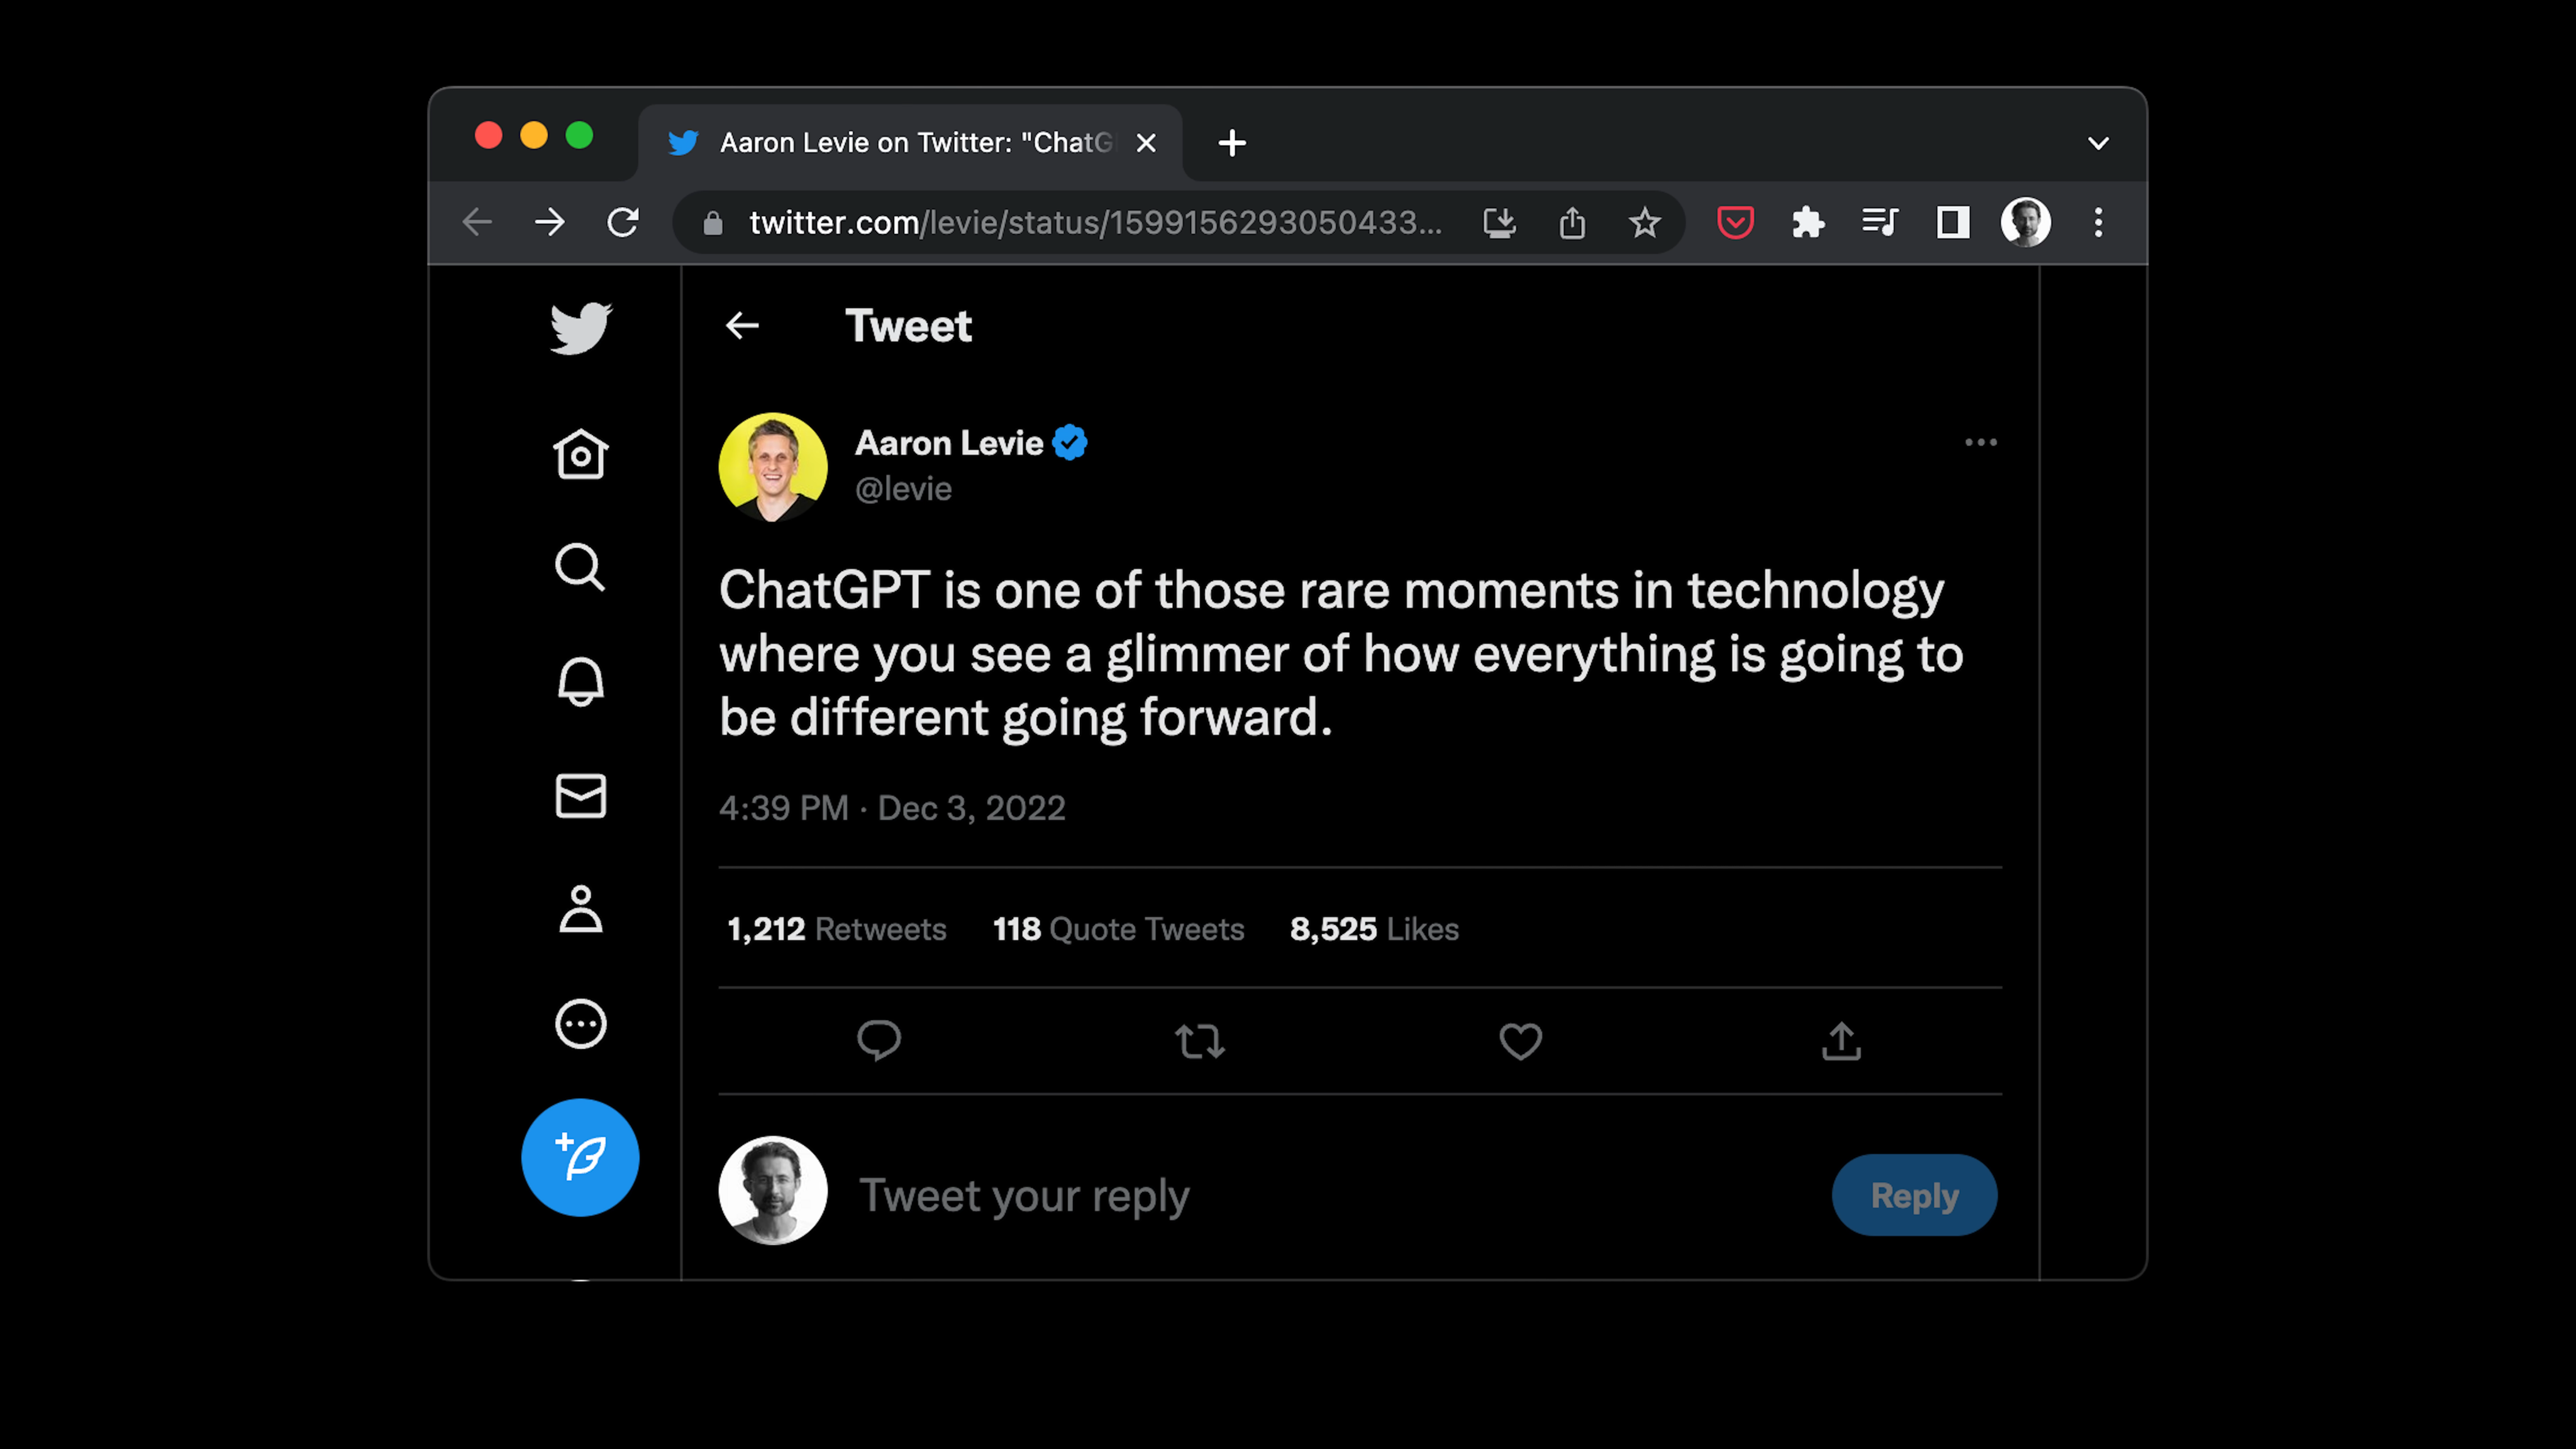 Aaron Levie on Twitter: "ChatG
twitter.com/levie/status/1599156293050433...
Tweet
Aaron Levie
@levie
ChatGPT is one of those rare moments in technology
where you see a glimmer of how everything is going to
be different going forward.
4:39 PM · Dec 3, 2022
1,212 Retweets 118 Quote Tweets 8,525 Likes
Tweet your reply
Reply